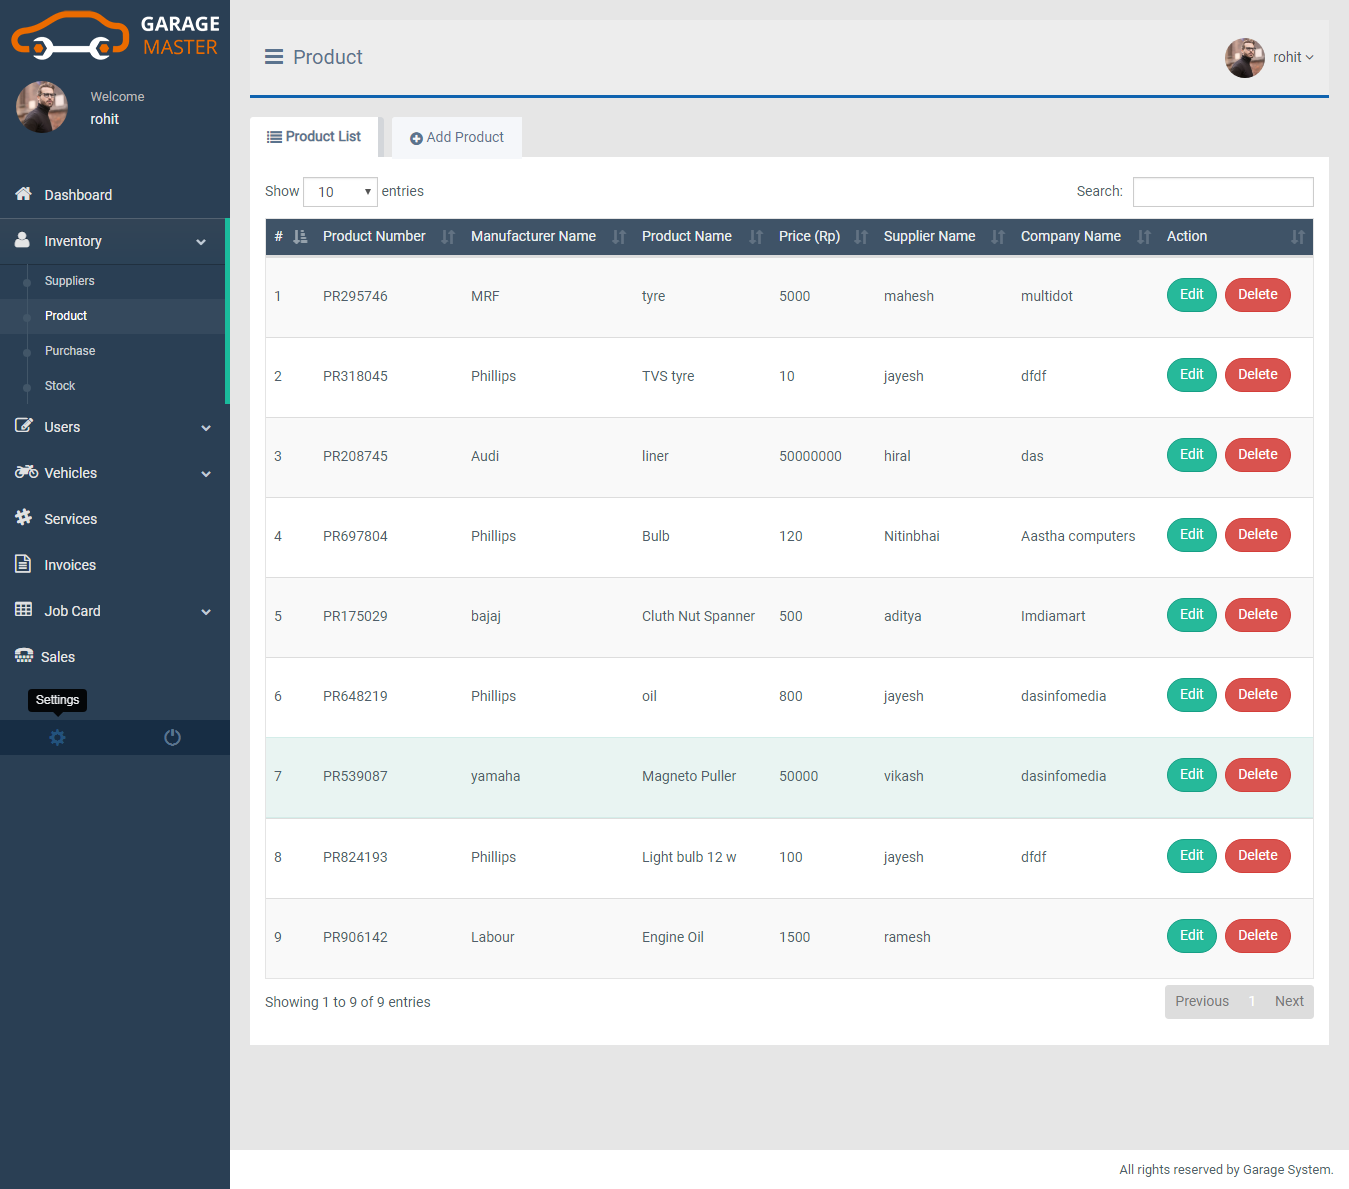 GARAGE
MASTER
Welcome
rohit
Dashboard
Inventory
Suppliers
Product
Purchase
Stock
Users
Vehicles
Services
Invoices
Job Card
Sales
Settings
Product
rohit
Product List
Add Product
Show 10 entries
Search:
# Product Number Manufacturer Name Product Name Price (Rp) Supplier Name Company Name Action
1 PR295746 MRF tyre 5000 mahesh multidot Edit Delete
2 PR318045 Phillips TVS tyre 10 jayesh dfdf Edit Delete
3 PR208745 Audi liner 50000000 hiral das Edit Delete
4 PR697804 Phillips Bulb 120 Nitinbhai Aastha computers Edit Delete
5 PR175029 bajaj Cluth Nut Spanner 500 aditya Imdiamart Edit Delete
6 PR648219 Phillips oil 800 jayesh dasinfomedia Edit Delete
7 PR539087 yamaha Magneto Puller 50000 vikash dasinfomedia Edit Delete
8 PR824193 Phillips Light bulb 12 w 100 jayesh dfdf Edit Delete
9 PR906142 Labour Engine Oil 1500 ramesh Edit Delete
Showing 1 to 9 of 9 entries
Previous 1 Next
All rights reserved by Garage System.